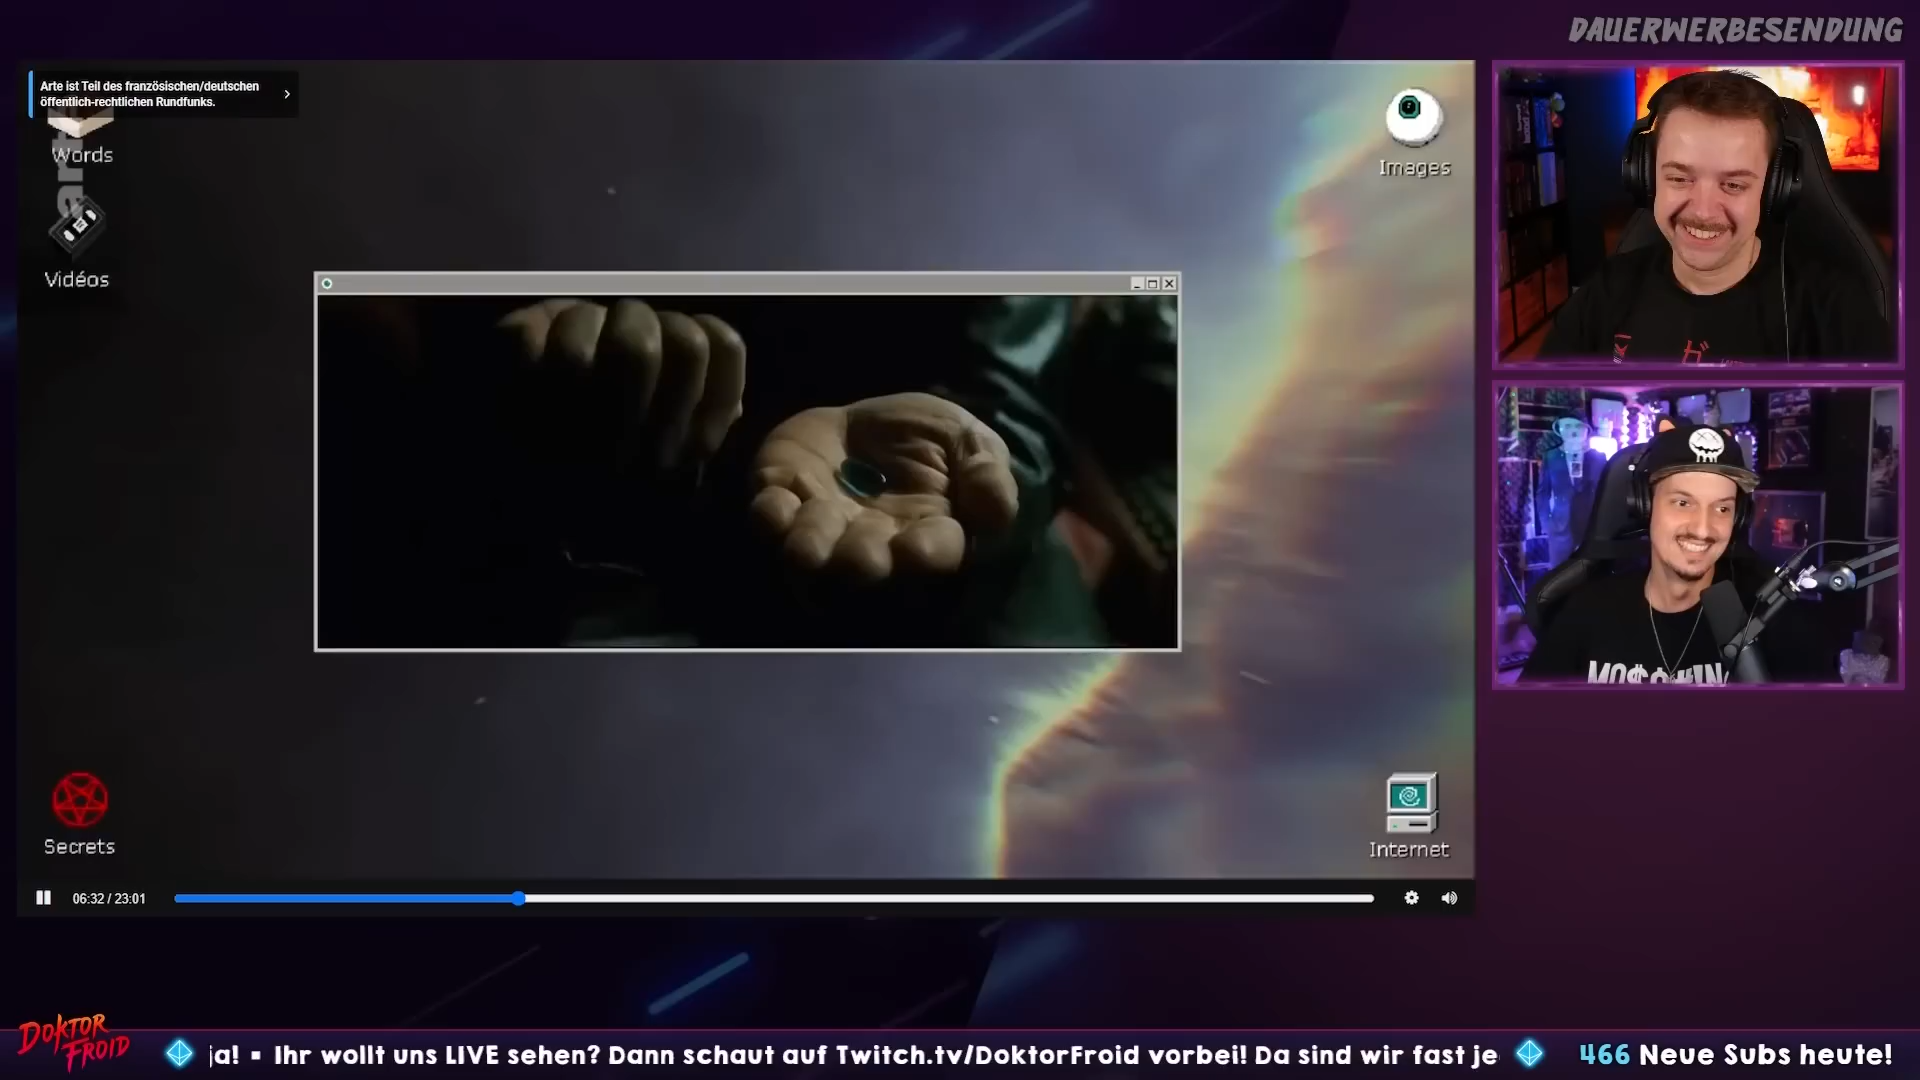 DAUERWERBESENDUNG
Arte ist Teil des französischen/deutschen
öffentlich-rechtlichen Rundfunks.
arte
Words
Vidéos
Images
Secrets
Internet
06:32 / 23:01
DOKTOR
FROID
ja! ▪ Ihr wollt uns LIVE sehen? Dann schaut auf Twitch.tv/DoktorFroid vorbei! Da sind wir fast je
466 Neue Subs heute!